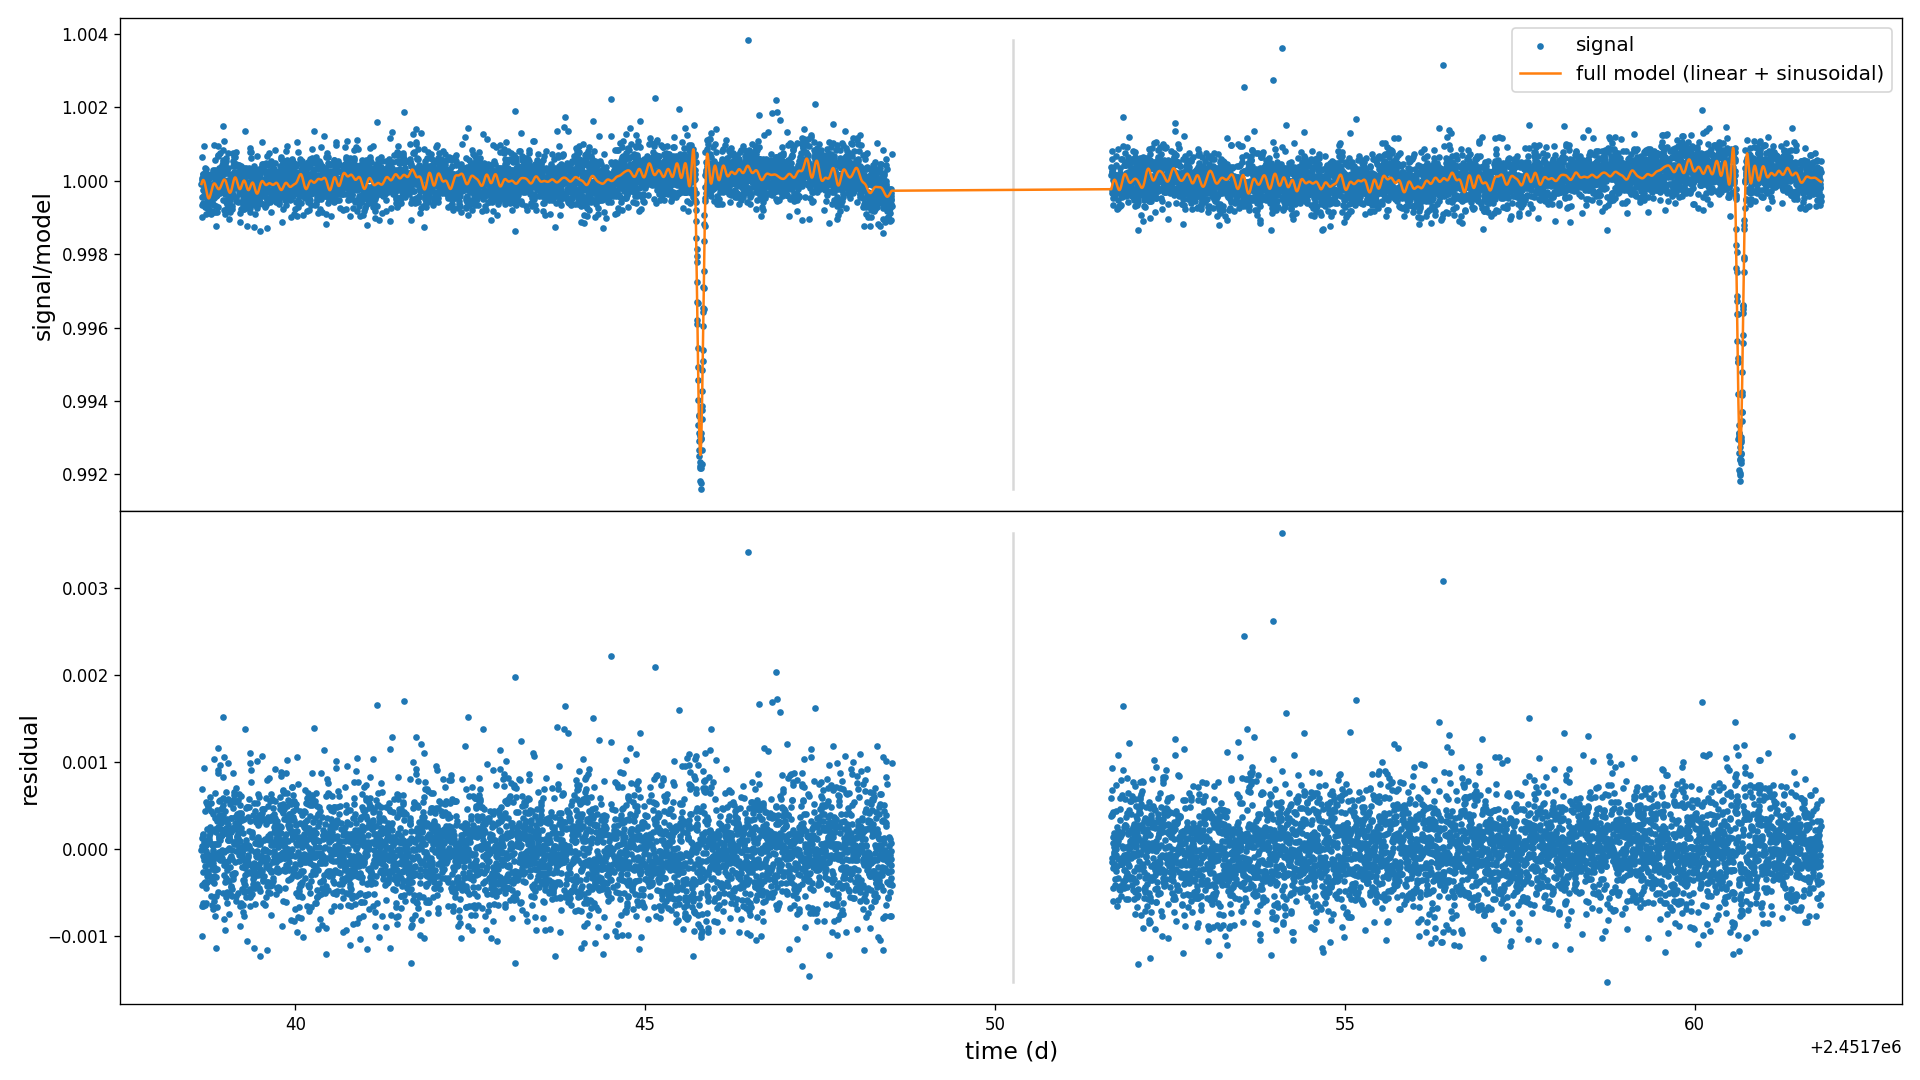 signal
full model (linear + sinusoidal)
signal/model
1.004
1.002
1.000
0.998
0.996
0.994
0.992
residual
0.003
0.002
0.001
0.000
−0.001
40
45
50
55
60
time (d)
+2.4517e6